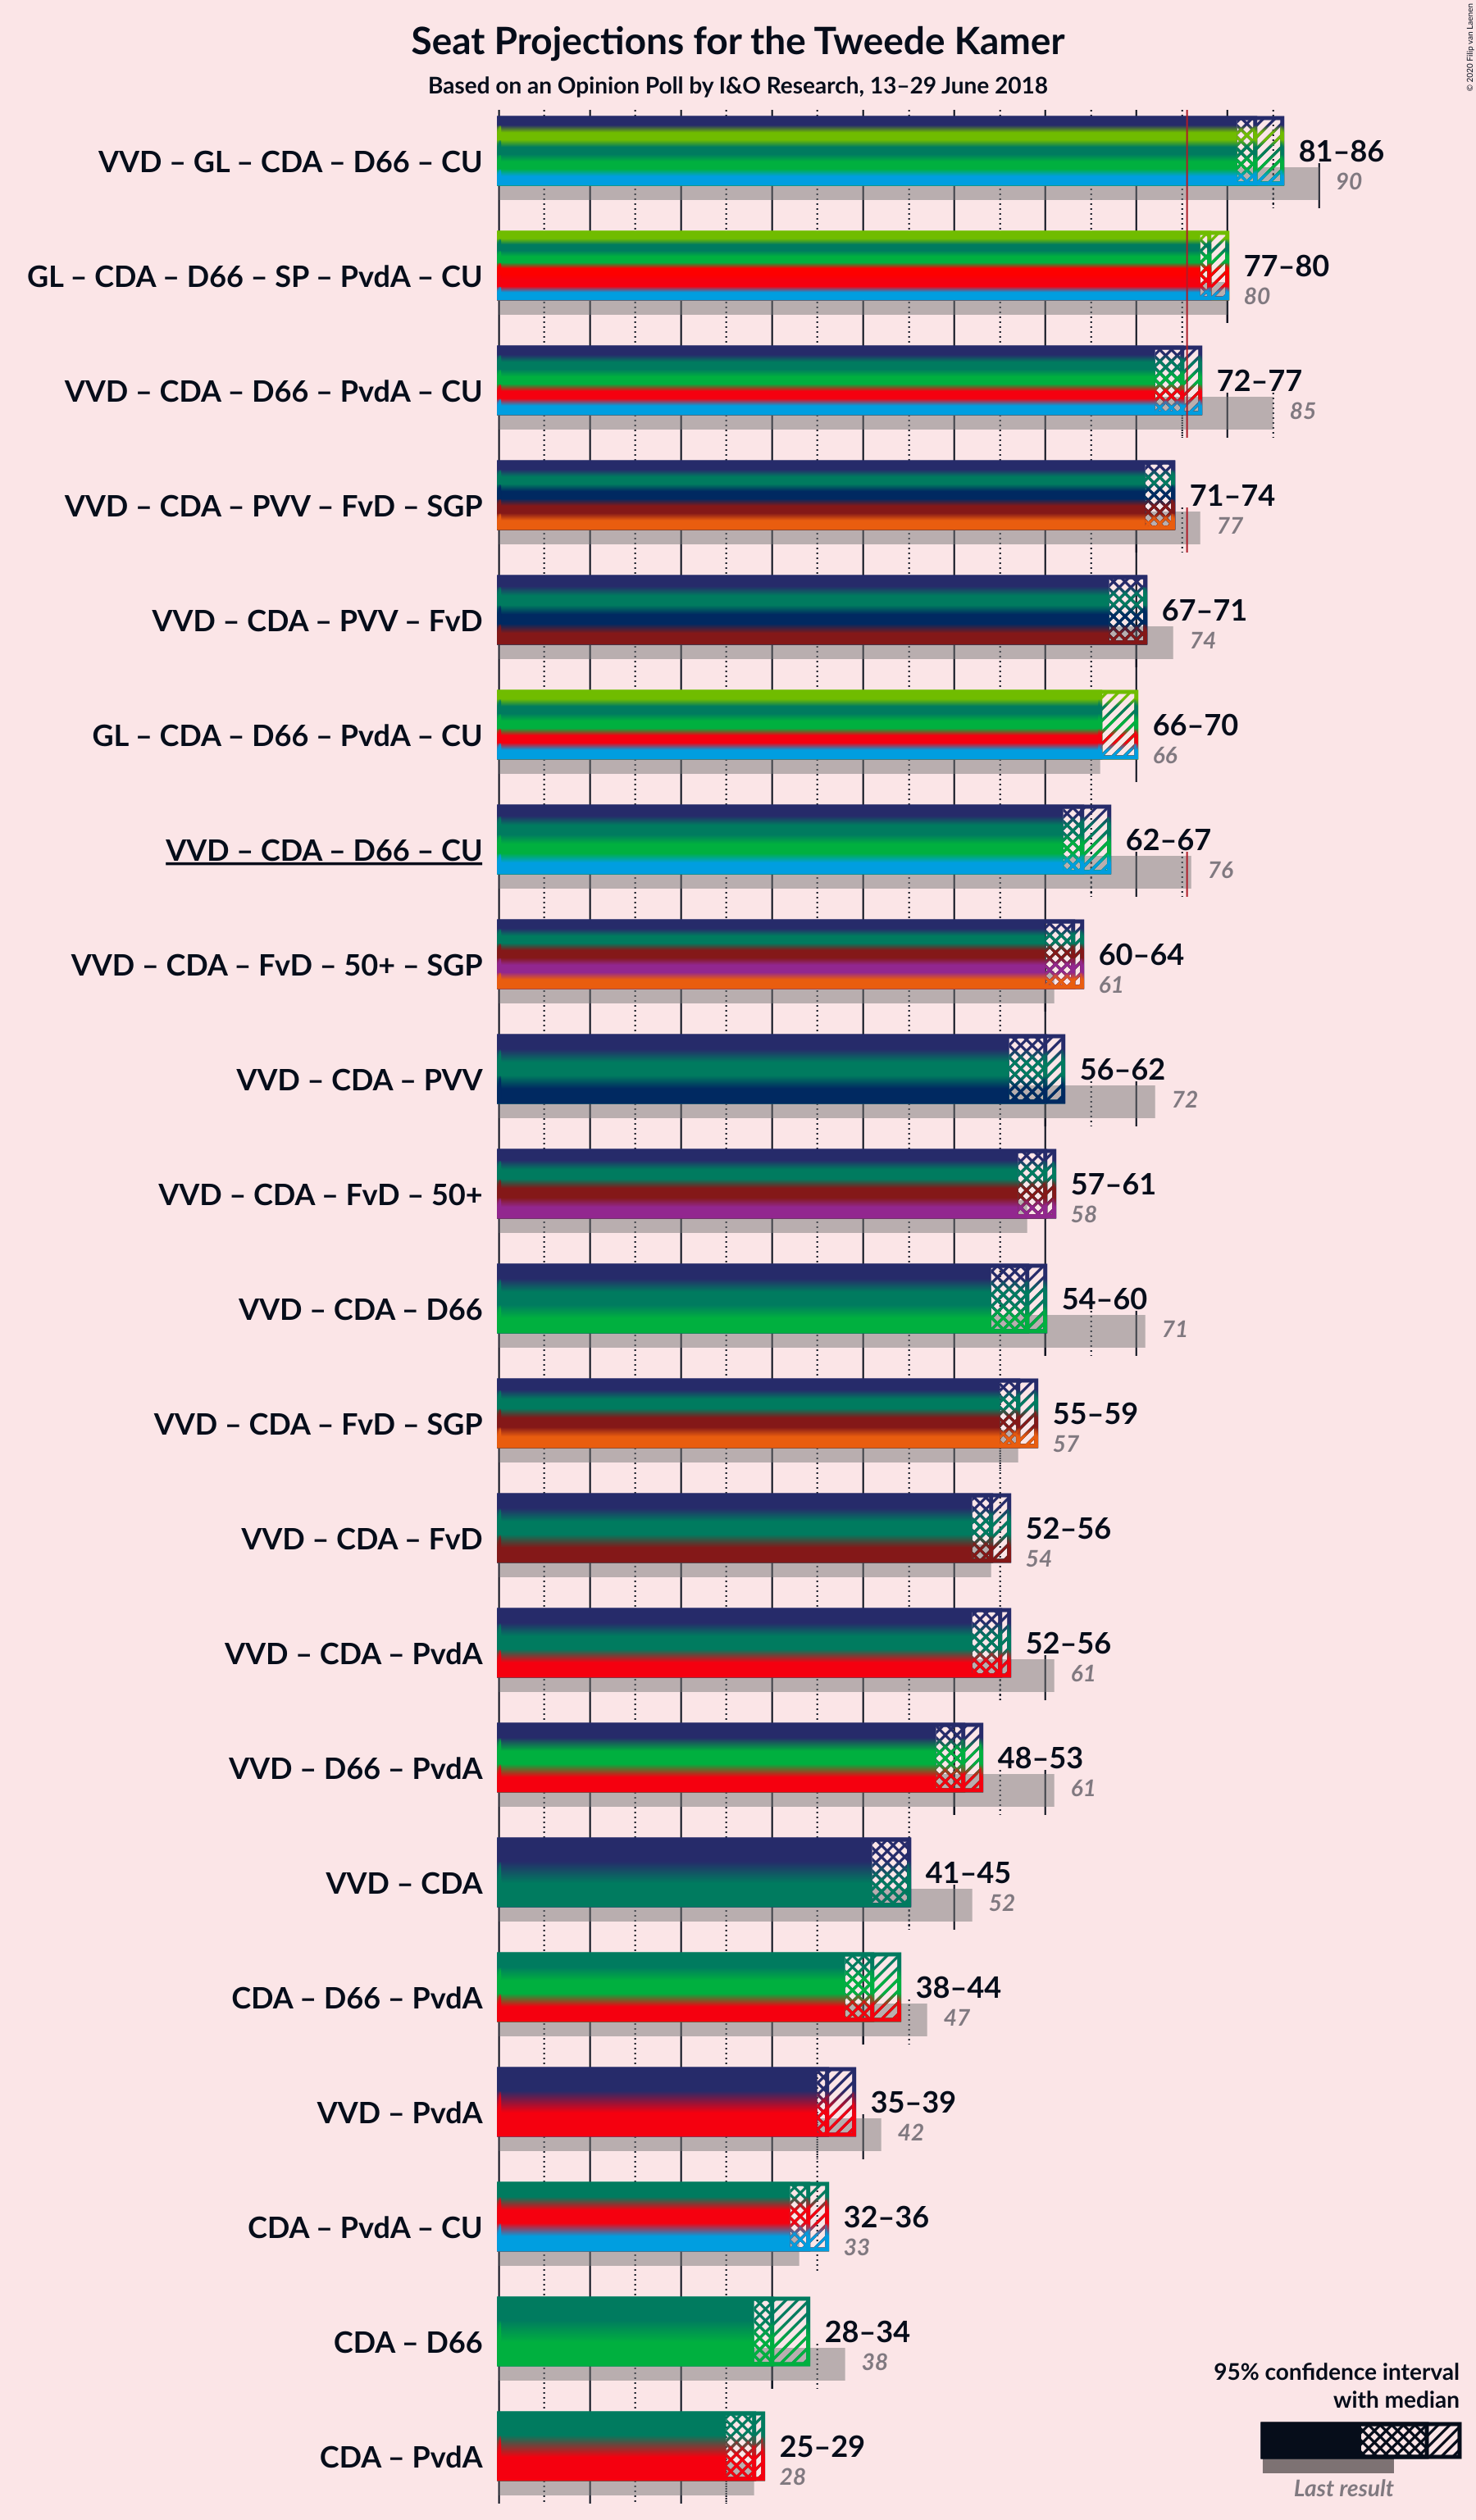 Seat Projections for the Tweede Kamer
Based on an Opinion Poll by I&O Research, 13–29 June 2018
© 2020 Filip van Laenen
VVD – GL – CDA – D66 – CU
81–86
90
GL – CDA – D66 – SP – PvdA – CU
77–80
80
VVD – CDA – D66 – PvdA – CU
72–77
85
VVD – CDA – PVV – FvD – SGP
71–74
77
VVD – CDA – PVV – FvD
67–71
74
GL – CDA – D66 – PvdA – CU
66–70
66
VVD – CDA – D66 – CU
62–67
76
VVD – CDA – FvD – 50+ – SGP
60–64
61
VVD – CDA – PVV
56–62
72
VVD – CDA – FvD – 50+
57–61
58
VVD – CDA – D66
54–60
71
VVD – CDA – FvD – SGP
55–59
57
VVD – CDA – FvD
52–56
54
VVD – CDA – PvdA
52–56
61
VVD – D66 – PvdA
48–53
61
VVD – CDA
41–45
52
CDA – D66 – PvdA
38–44
47
VVD – PvdA
35–39
42
CDA – PvdA – CU
32–36
33
CDA – D66
28–34
38
CDA – PvdA
25–29
28
95% confidence interval
with median
Last result